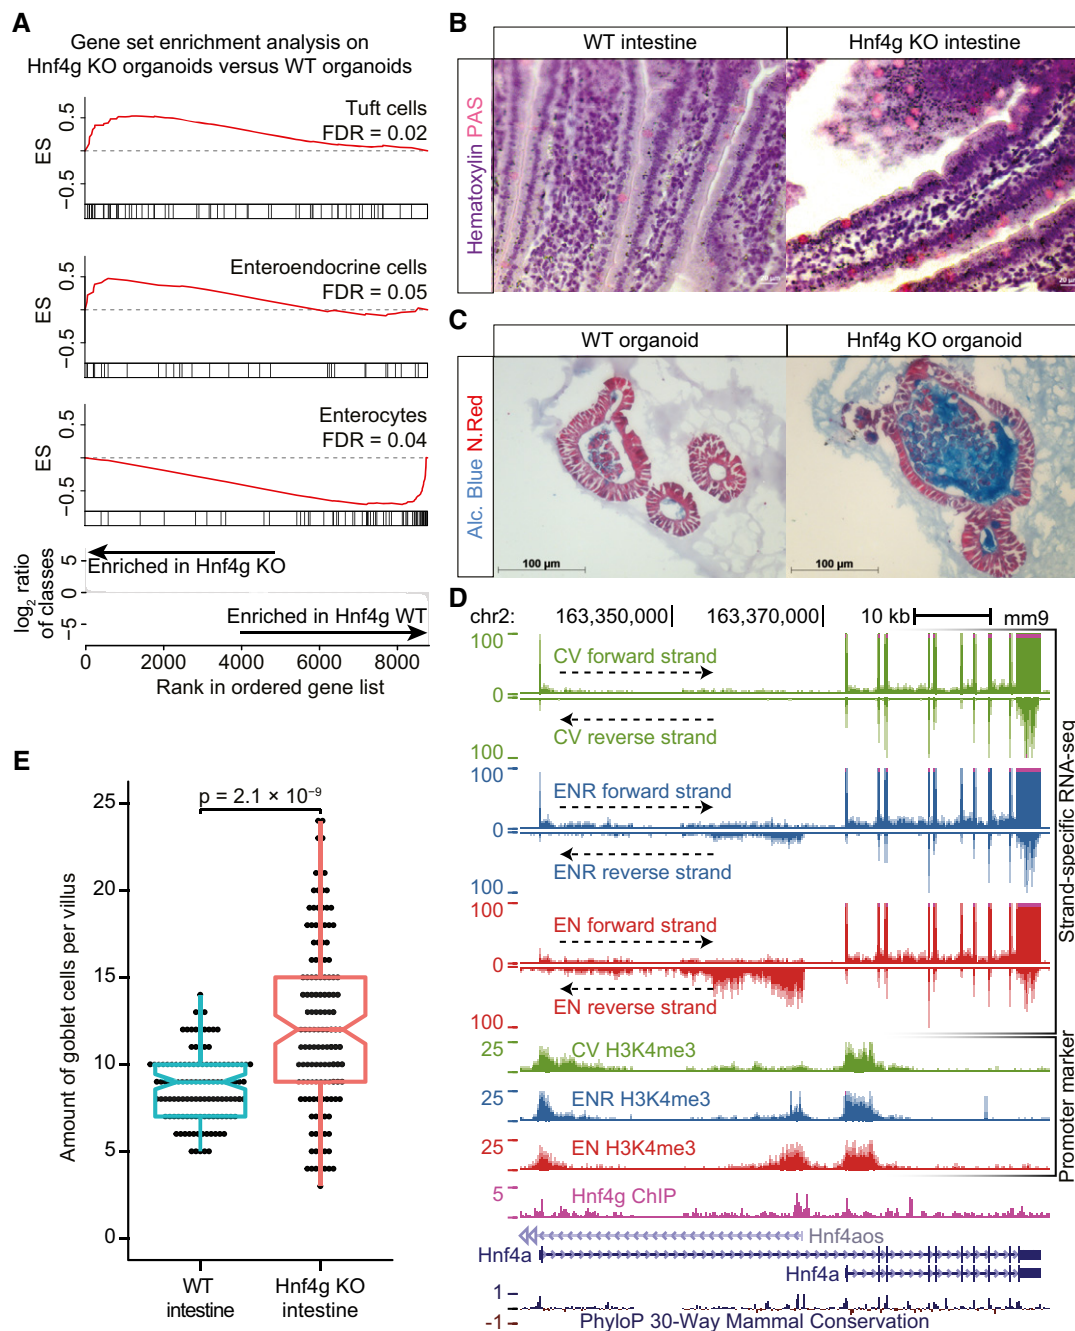 A
Gene set enrichment analysis on
Hnf4g KO organoids versus WT organoids
0.5
−0.5
ES
Tuft cells
FDR = 0.02
0.5
−0.5
ES
Enteroendocrine cells
FDR = 0.05
0.5
−0.5
ES
Enterocytes
FDR = 0.04
5
0
−5
log2 ratio
of classes
Enriched in Hnf4g KO
Enriched in Hnf4g WT
0 2000 4000 6000 8000
Rank in ordered gene list
B
WT intestine
Hnf4g KO intestine
Hematoxylin PAS
20 µm
C
WT organoid
Hnf4g KO organoid
Alc. Blue N.Red
100 µm
100 µm
D
chr2: 163,350,000 163,370,000 10 kb mm9
100
0
CV forward strand
CV reverse strand
100
100
0
ENR forward strand
ENR reverse strand
100
100
0
EN forward strand
EN reverse strand
100
Strand-specific RNA-seq
25
CV H3K4me3
25
ENR H3K4me3
25
EN H3K4me3
Promoter marker
5
Hnf4g ChIP
Hnf4aos
Hnf4a
Hnf4a
1
-1
PhyloP 30-Way Mammal Conservation
E
p = 2.1 × 10⁻⁹
25
20
15
10
5
0
Amount of goblet cells per villus
WT
intestine
Hnf4g KO
intestine